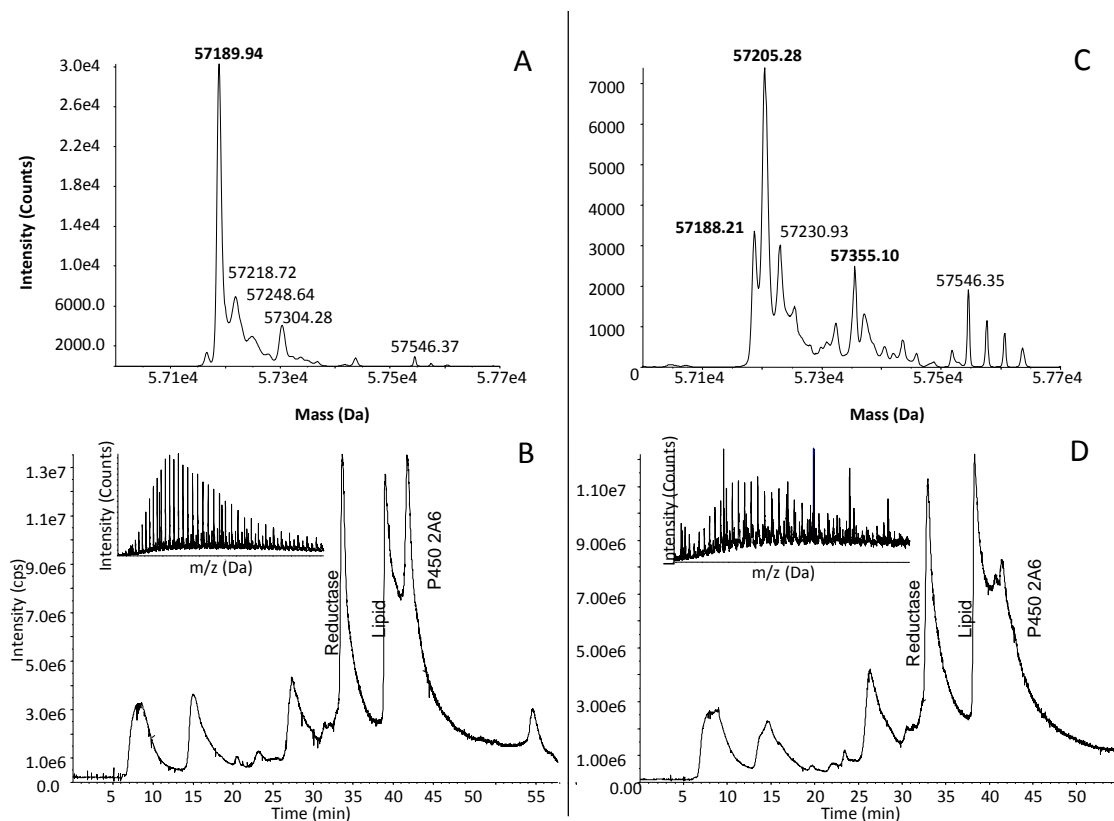 A
57189.94
3.0e4
2.6e4
2.2e4
1.8e4
1.4e4
1.0e4
6000.0
2000.0
Intensity (Counts)
57218.72
57248.64
57304.28
57546.37
5.71e4
5.73e4
5.75e4
5.77e4
Mass (Da)
C
57205.28
7000
6000
5000
4000
3000
2000
1000
0
57188.21
57230.93
57355.10
57546.35
5.71e4
5.73e4
5.75e4
5.77e4
Mass (Da)
B
Intensity (Counts)
m/z (Da)
1.3e7
1.1e7
9.0e6
7.0e6
5.0e6
3.0e6
1.0e6
0.0
Intensity (cps)
Reductase
Lipid
P450 2A6
5
10
15
20
25
30
35
40
45
55
Time (min)
D
Intensity (Counts)
m/z (Da)
1.10e7
9.00e6
7.00e6
5.00e6
3.00e6
1.00e6
0.00
Reductase
Lipid
P450 2A6
5
10
15
20
25
30
35
40
45
50
Time (min)